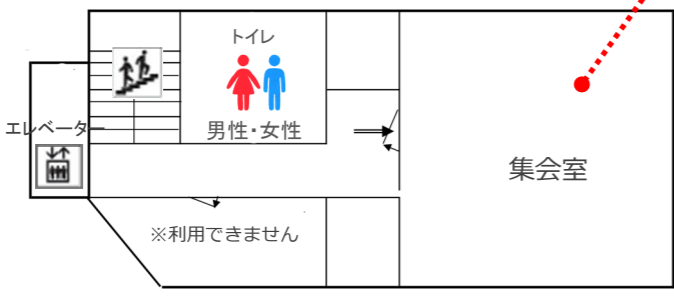 トイレ
エレベーター
男性・女性
集会室
※利用できません